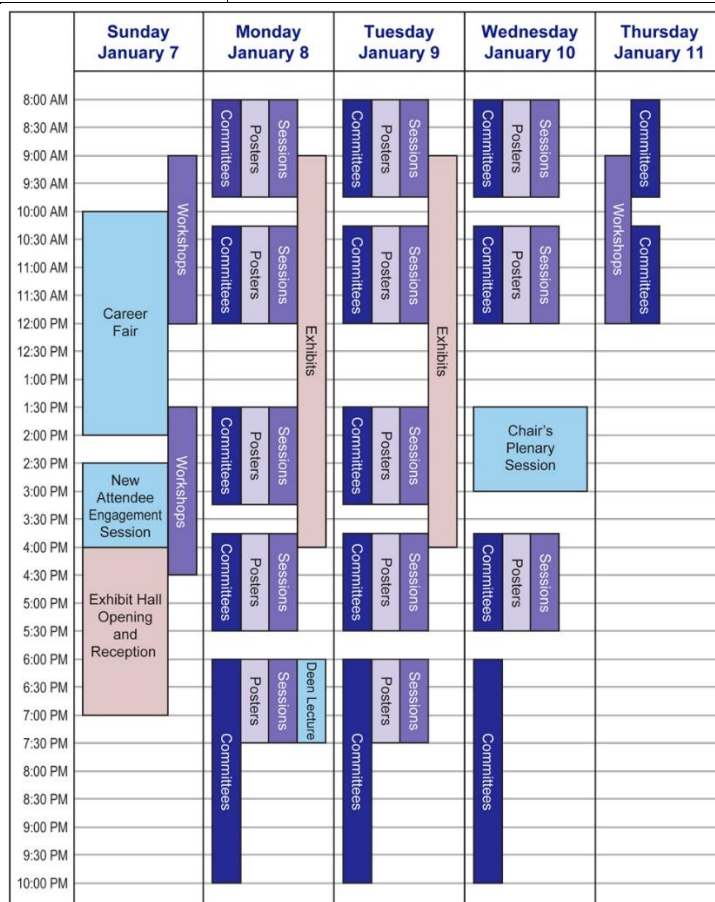 Sunday
January 7
Monday
January 8
Tuesday
January 9
Wednesday
January 10
Thursday
January 11
8:00 AM
8:30 AM
9:00 AM
9:30 AM
10:00 AM
10:30 AM
11:00 AM
11:30 AM
12:00 PM
12:30 PM
1:00 PM
1:30 PM
2:00 PM
2:30 PM
3:00 PM
3:30 PM
4:00 PM
4:30 PM
5:00 PM
5:30 PM
6:00 PM
6:30 PM
7:00 PM
7:30 PM
8:00 PM
8:30 PM
9:00 PM
9:30 PM
10:00 PM
Career
Fair
Workshops
New
Attendee
Engagement
Session
Workshops
Exhibit Hall
Opening
and
Reception
Committees
Posters
Sessions
Exhibits
Committees
Posters
Sessions
Committees
Posters
Sessions
Committees
Posters
Sessions
Committees
Posters
Sessions
Deen Lecture
Committees
Posters
Sessions
Exhibits
Committees
Posters
Sessions
Committees
Posters
Sessions
Committees
Posters
Sessions
Committees
Posters
Sessions
Committees
Posters
Sessions
Committees
Posters
Sessions
Chair's
Plenary
Session
Committees
Posters
Sessions
Committees
Workshops
Committees
Committees